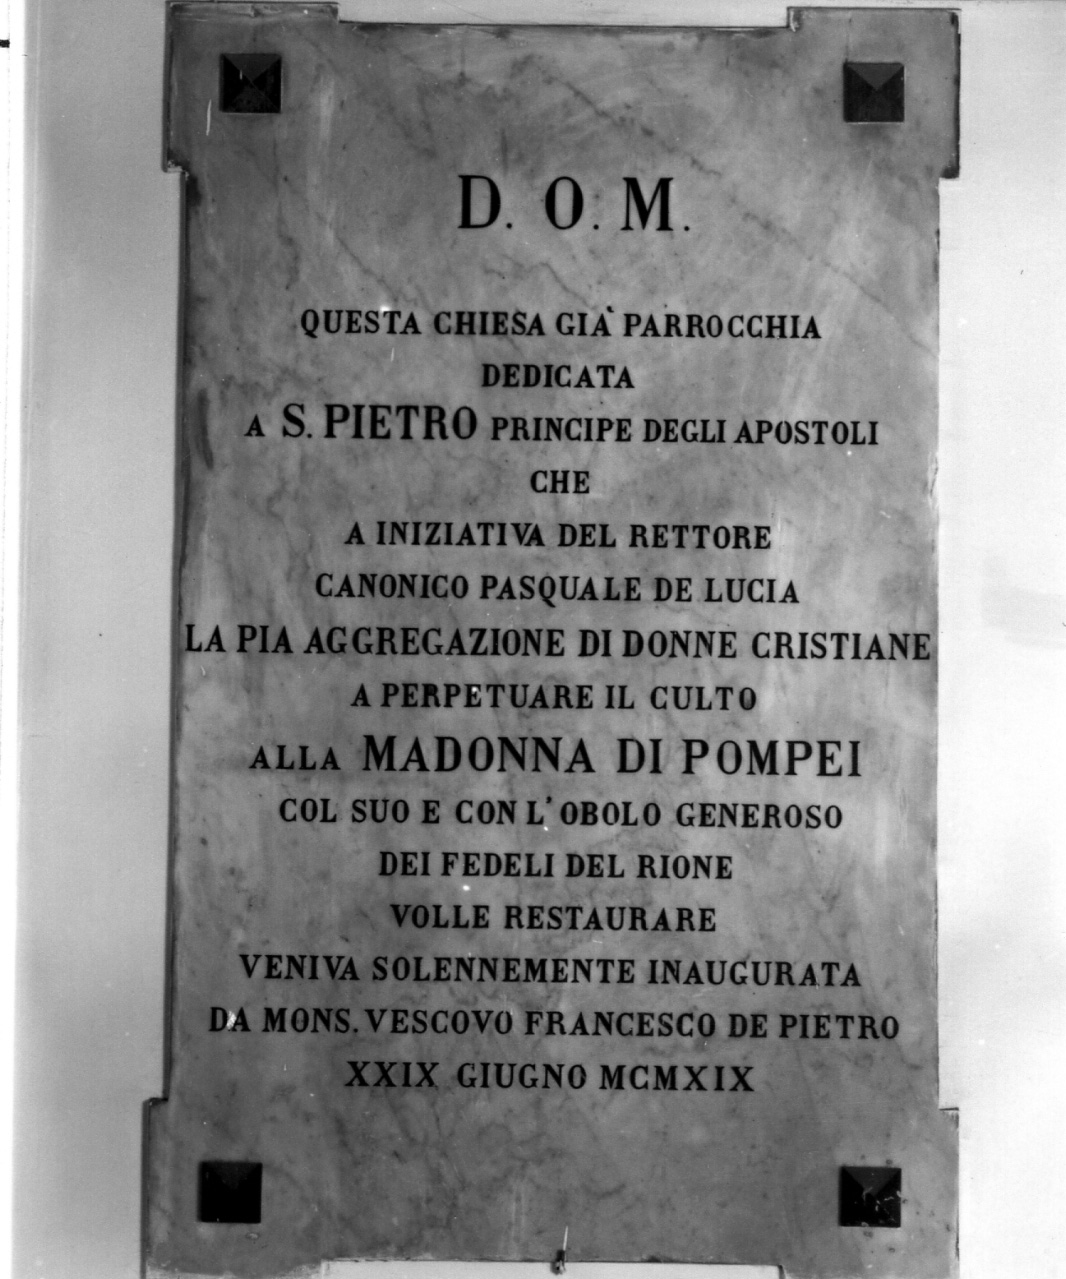 D. O. M.
QUESTA CHIESA GIA` PARROCCHIA
DEDICATA
A S. PIETRO PRINCIPE DEGLI APOSTOLI
CHE
A INIZIATIVA DEL RETTORE
CANONICO PASQUALE DE LUCIA
LA PIA AGGREGAZIONE DI DONNE CRISTIANE
A PERPETUARE IL CULTO
ALLA MADONNA DI POMPEI
COL SUO E CON L'OBOLO GENEROSO
DEI FEDELI DEL RIONE
VOLLE RESTAURARE
VENIVA SOLENNEMENTE INAUGURATA
DA MONS. VESCOVO FRANCESCO DE PIETRO
XXIX GIUGNO MCMXIX